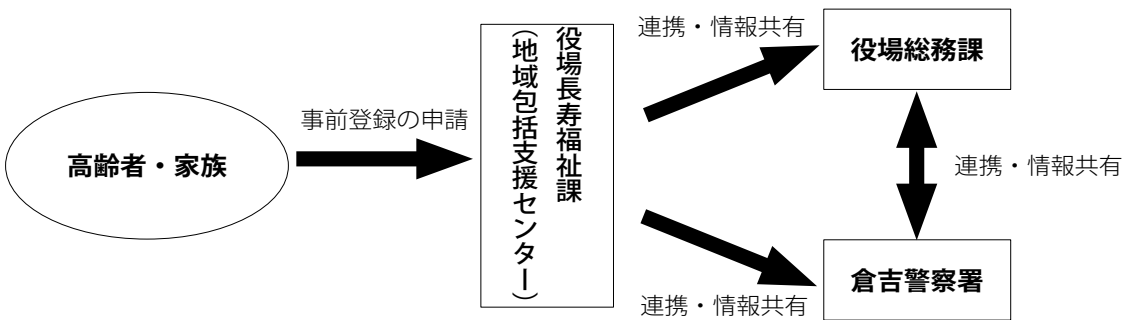 高齢者・家族
事前登録の申請
役場長寿福祉課
（地域包括支援センター）
連携・情報共有
役場総務課
連携・情報共有
連携・情報共有
倉吉警察署